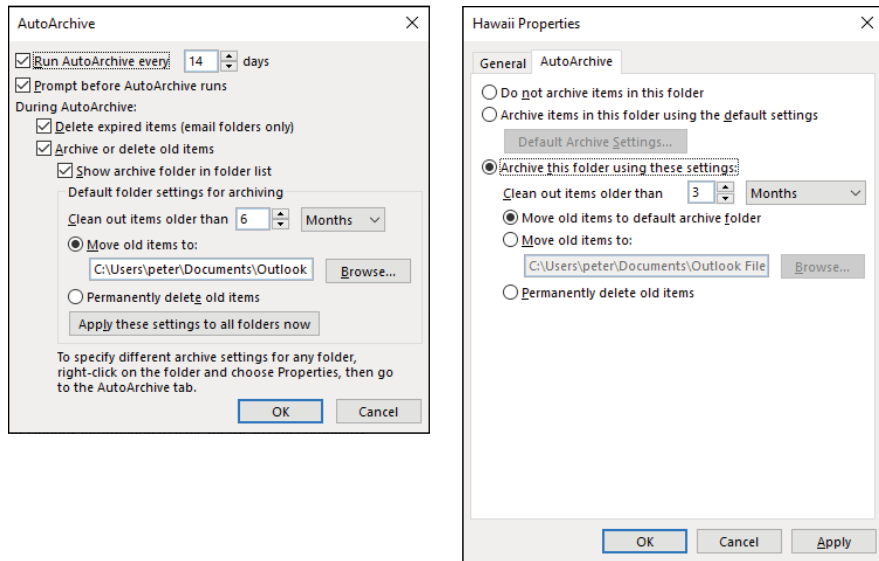 AutoArchive
Run AutoArchive every 14 days
Prompt before AutoArchive runs
During AutoArchive:
Delete expired items (email folders only)
Archive or delete old items
Show archive folder in folder list
Default folder settings for archiving
Clean out items older than 6 Months
Move old items to:
C:\Users\peter\Documents\Outlook Browse...
Permanently delete old items
Apply these settings to all folders now
To specify different archive settings for any folder,
right-click on the folder and choose Properties, then go
to the AutoArchive tab.
OK Cancel
Hawaii Properties
General AutoArchive
Do not archive items in this folder
Archive items in this folder using the default settings
Default Archive Settings...
Archive this folder using these settings:
Clean out items older than 3 Months
Move old items to default archive folder
Move old items to:
C:\Users\peter\Documents\Outlook File Browse...
Permanently delete old items
OK Cancel Apply